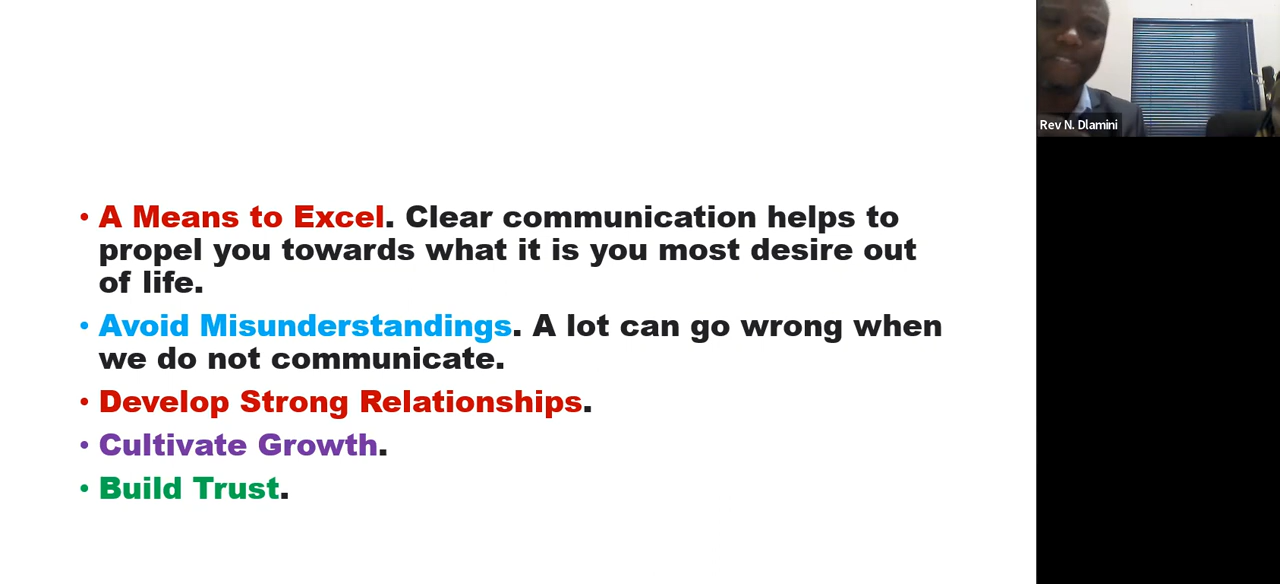 • A Means to Excel. Clear communication helps to
propel you towards what it is you most desire out
of life.
• Avoid Misunderstandings. A lot can go wrong when
we do not communicate.
• Develop Strong Relationships.
• Cultivate Growth.
• Build Trust.
Rev N. Dlamini